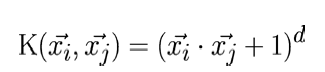 K(x⃗ᵢ, x⃗ⱼ) = (x⃗ᵢ · x⃗ⱼ + 1)ᵈ